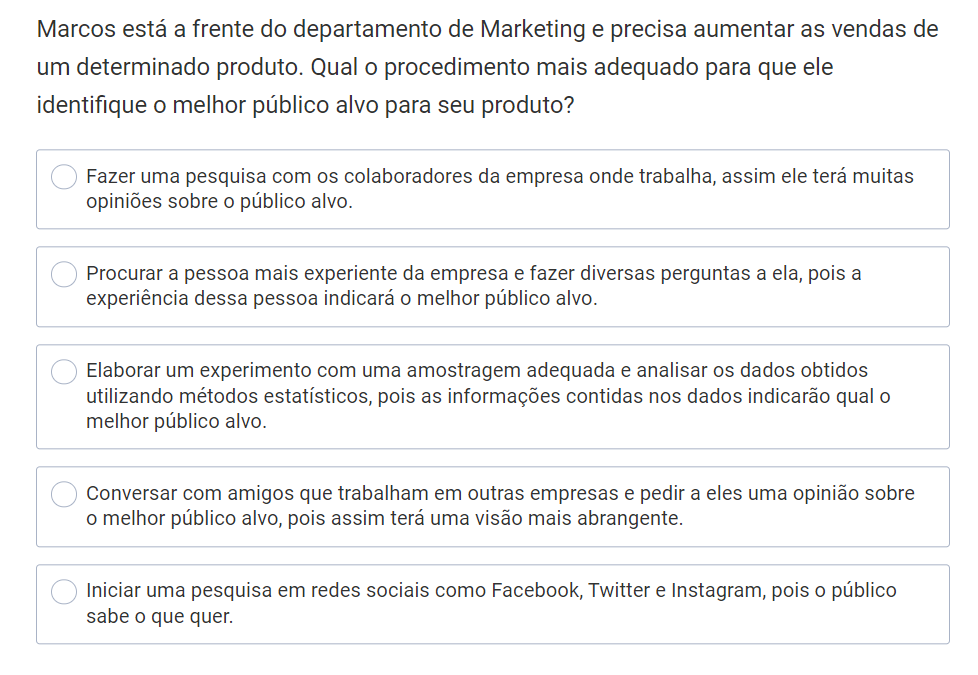 Marcos está a frente do departamento de Marketing e precisa aumentar as vendas de
um determinado produto. Qual o procedimento mais adequado para que ele
identifique o melhor público alvo para seu produto?
Fazer uma pesquisa com os colaboradores da empresa onde trabalha, assim ele terá muitas
opiniões sobre o público alvo.
Procurar a pessoa mais experiente da empresa e fazer diversas perguntas a ela, pois a
experiência dessa pessoa indicará o melhor público alvo.
Elaborar um experimento com uma amostragem adequada e analisar os dados obtidos
utilizando métodos estatísticos, pois as informações contidas nos dados indicarão qual o
melhor público alvo.
Conversar com amigos que trabalham em outras empresas e pedir a eles uma opinião sobre
o melhor público alvo, pois assim terá uma visão mais abrangente.
Iniciar uma pesquisa em redes sociais como Facebook, Twitter e Instagram, pois o público
sabe o que quer.